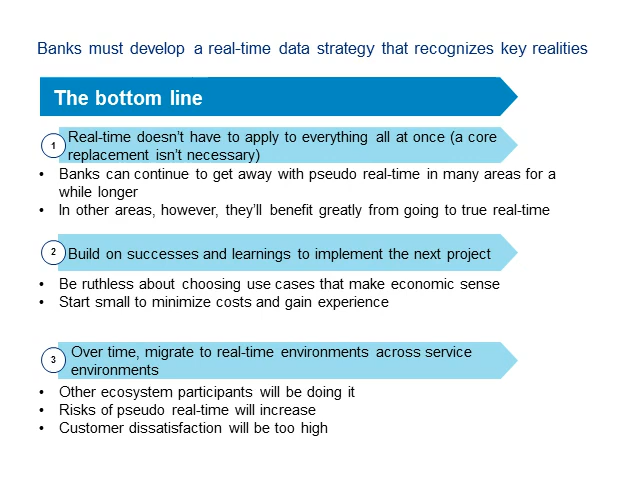 Banks must develop a real-time data strategy that recognizes key realities
The bottom line
1
Real-time doesn't have to apply to everything all at once (a core
replacement isn't necessary)
• Banks can continue to get away with pseudo real-time in many areas for a
while longer
• In other areas, however, they'll benefit greatly from going to true real-time
2
Build on successes and learnings to implement the next project
• Be ruthless about choosing use cases that make economic sense
• Start small to minimize costs and gain experience
3
Over time, migrate to real-time environments across service
environments
• Other ecosystem participants will be doing it
• Risks of pseudo real-time will increase
• Customer dissatisfaction will be too high